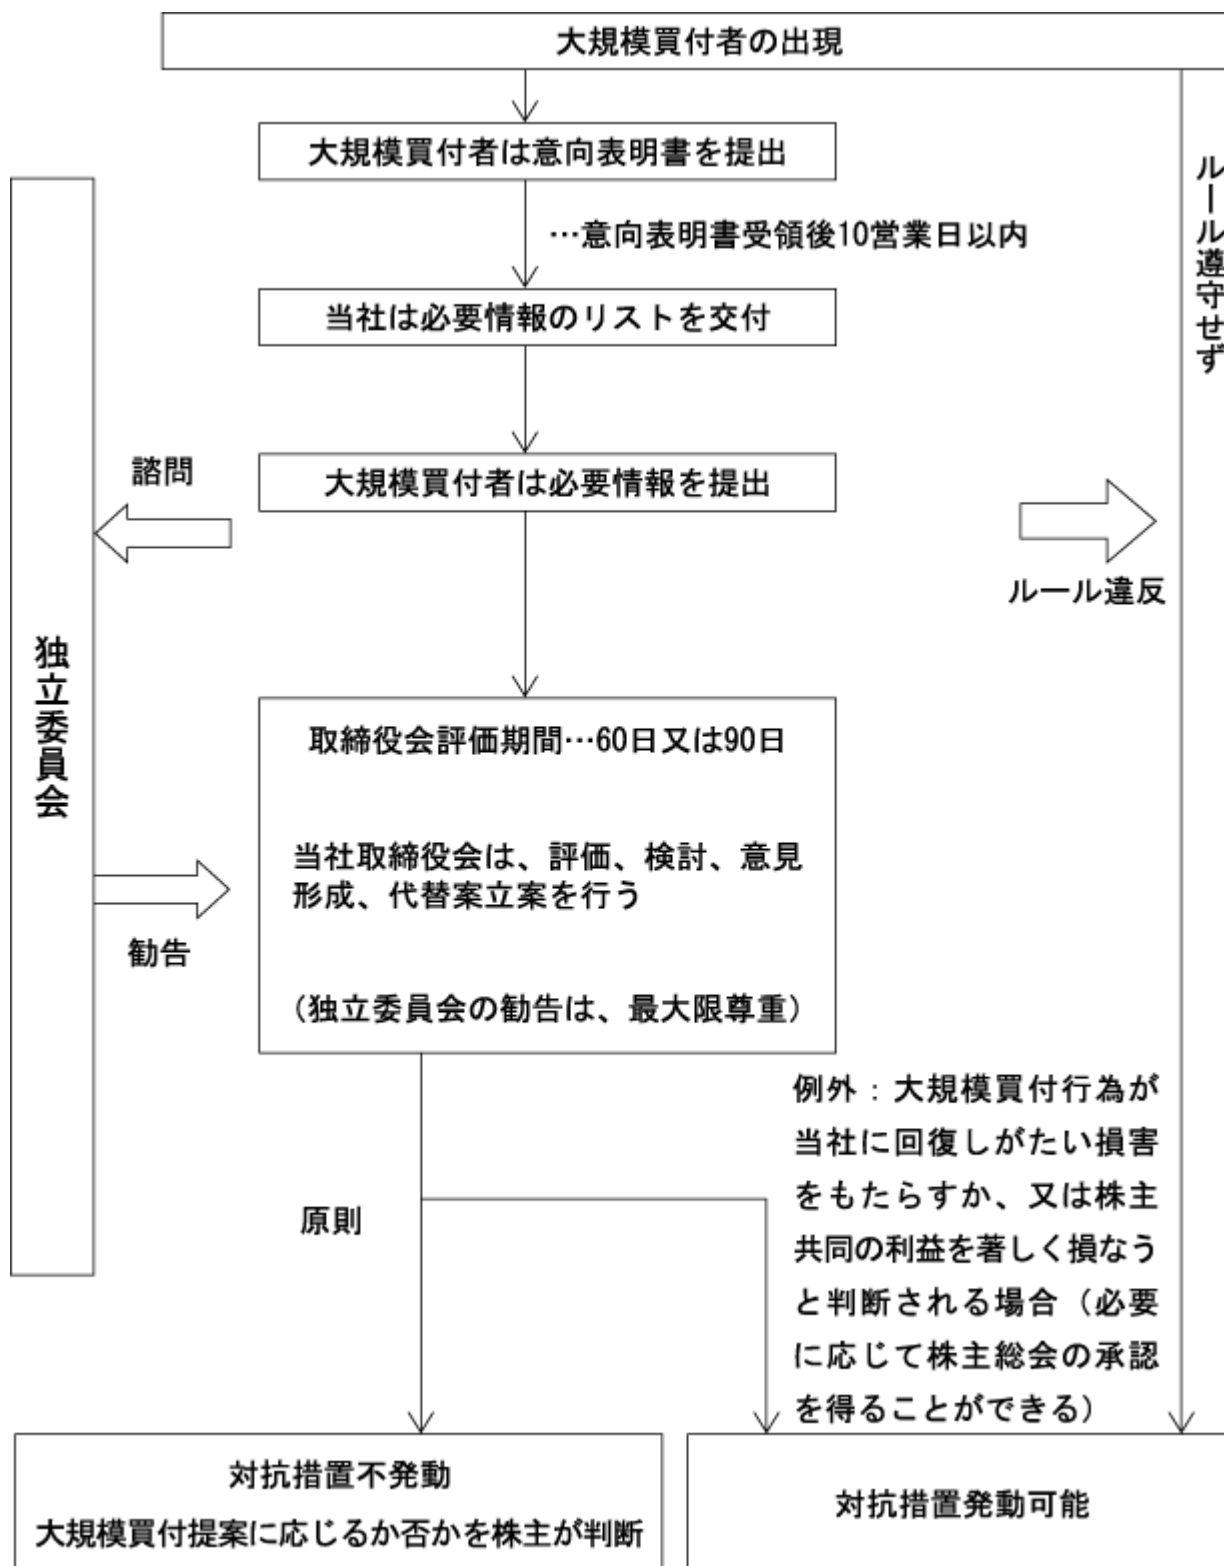 大規模買付者の出現
大規模買付者は意向表明書を提出
…意向表明書受領後10営業日以内
当社は必要情報のリストを交付
ルール遵守せず
諮問
大規模買付者は必要情報を提出
ルール違反
独立委員会
取締役会評価期間…60日又は90日
当社取締役会は、評価、検討、意見
形成、代替案立案を行う
勧告
（独立委員会の勧告は、最大限尊重）
例外：大規模買付行為が
当社に回復しがたい損害
をもたらすか、又は株主
共同の利益を著しく損なう
と判断される場合（必要
に応じて株主総会の承認
を得ることができる）
原則
対抗措置不発動
大規模買付提案に応じるか否かを株主が判断
対抗措置発動可能